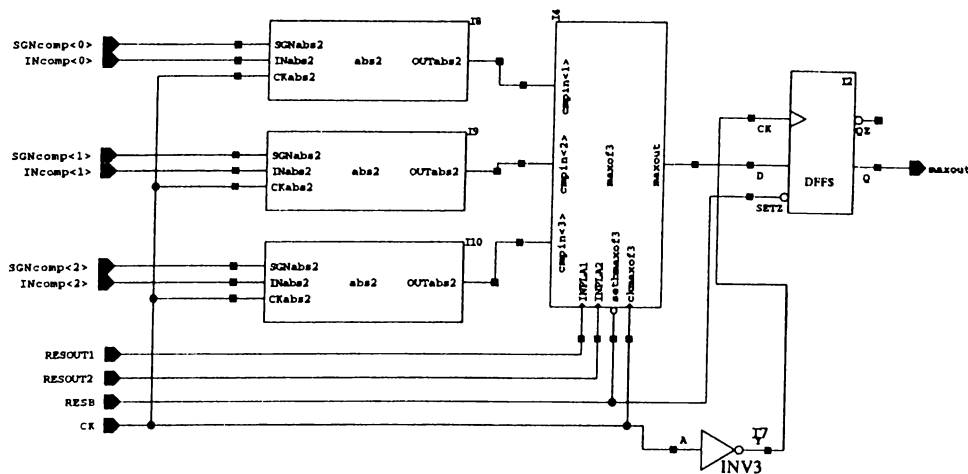 I8
SGNcomp<0>
INcomp<0>
SGNabs2
INabs2
CKabs2
abs2
OUTabs2
I9
SGNcomp<1>
INcomp<1>
SGNabs2
INabs2
CKabs2
abs2
OUTabs2
I10
SGNcomp<2>
INcomp<2>
SGNabs2
INabs2
CKabs2
abs2
OUTabs2
I4
cmpin<1>
cmpin<2>
cmpin<3>
maxof3
maxout
INPLA1
INPLA2
setbmaxof3
ckmaxof3
I2
CK
QZ
D
DFFS
Q
SETZ
maxout
RESOUT1
RESOUT2
RESB
CK
A
I7
Y
INV3